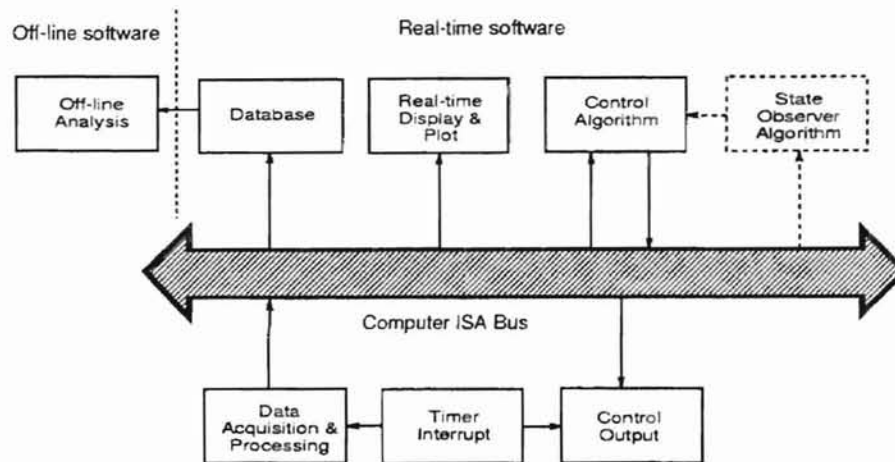 Off-line software
Real-time software
Off-line
Analysis
Database
Real-time
Display &
Plot
Control
Algorithm
State
Observer
Algorithm
Computer ISA Bus
Data
Acquisition &
Processing
Timer
Interrupt
Control
Output